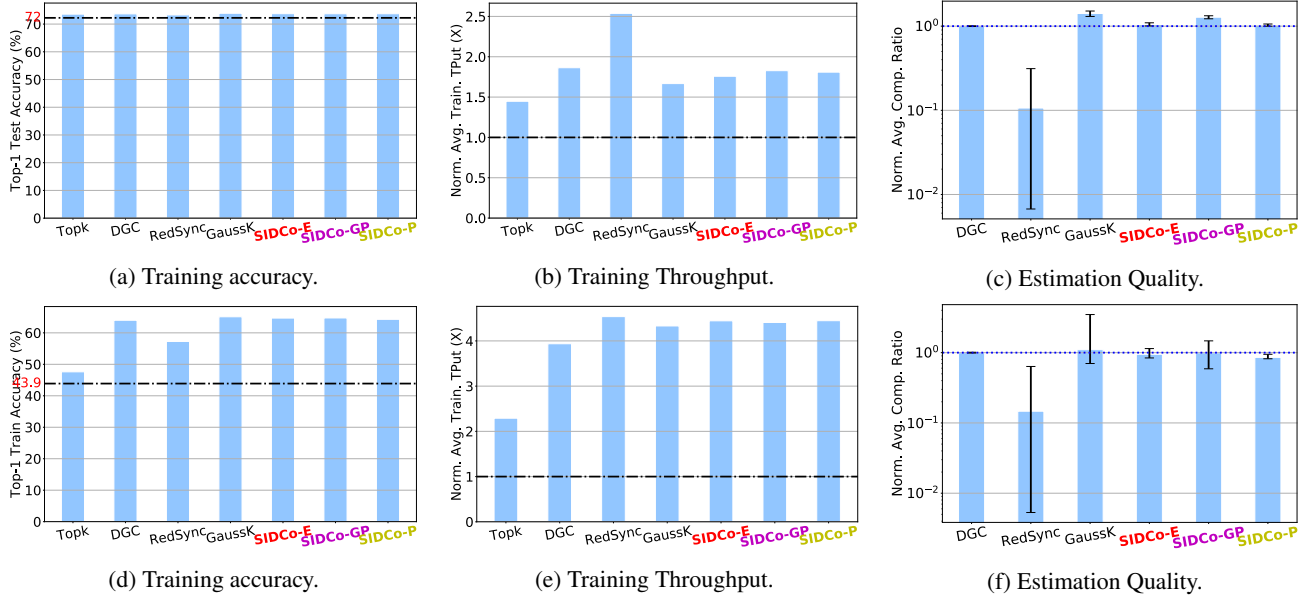 72
70
60
50
40
30
20
10
0
Top-1 Test Accuracy (%)
Topk DGC RedSync GaussK SIDCo-E SIDCo-GP SIDCo-P
(a) Training accuracy.
2.5
2.0
1.5
1.0
0.5
0.0
Norm. Avg. Train. TPut (X)
Topk DGC RedSync GaussK SIDCo-E SIDCo-GP SIDCo-P
(b) Training Throughput.
10⁰
10⁻¹
10⁻²
Norm. Avg. Comp. Ratio
DGC RedSync GaussK SIDCo-E SIDCo-GP SIDCo-P
(c) Estimation Quality.
60
50
43.9
30
20
10
0
Top-1 Train Accuracy (%)
Topk DGC RedSync GaussK SIDCo-E SIDCo-GP SIDCo-P
(d) Training accuracy.
4
3
2
1
0
Norm. Avg. Train. TPut (X)
Topk DGC RedSync GaussK SIDCo-E SIDCo-GP SIDCo-P
(e) Training Throughput.
10⁰
10⁻¹
10⁻²
Norm. Avg. Comp. Ratio
DGC RedSync GaussK SIDCo-E SIDCo-GP SIDCo-P
(f) Estimation Quality.